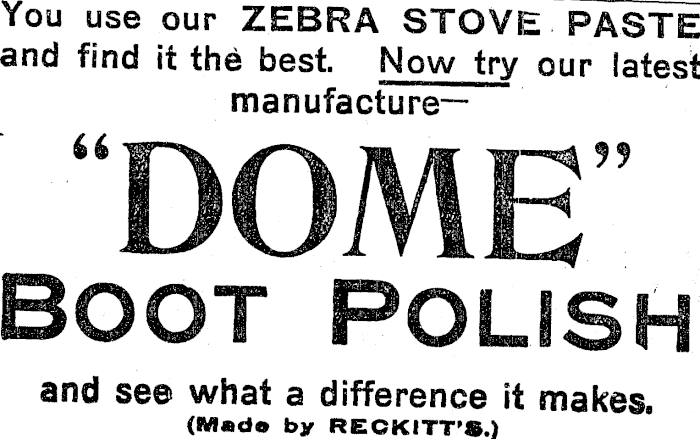 You use our ZEBRA STOVE PASTE
and find it the best. Now try our latest
manufacture—
“DOME”
BOOT POLISH
and see what a difference it makes.
(Made by RECKITT'S.)